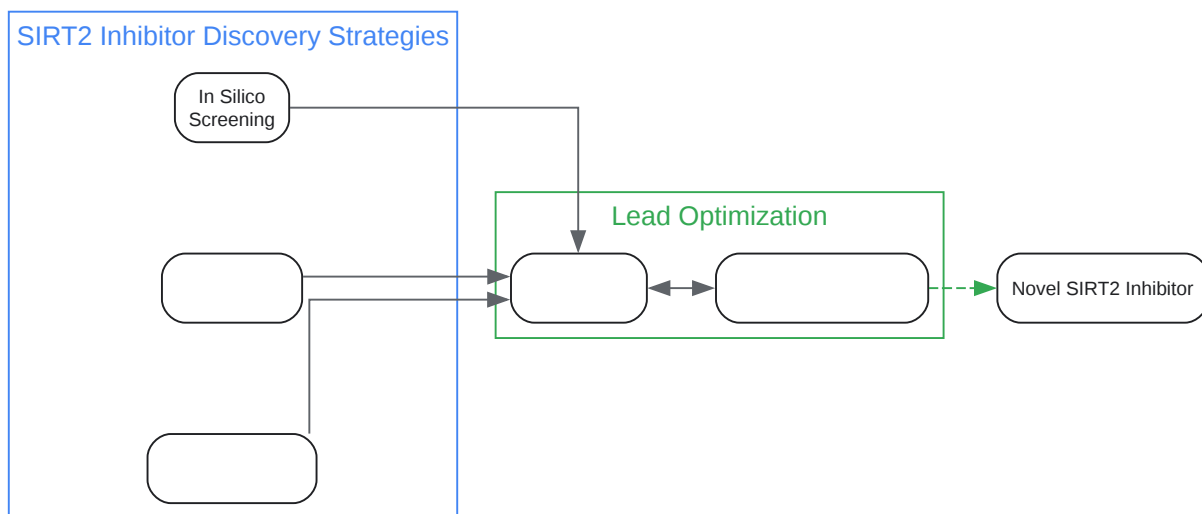 SIRT2 Inhibitor Discovery Strategies
In Silico
Screening
Lead Optimization
Novel SIRT2 Inhibitor